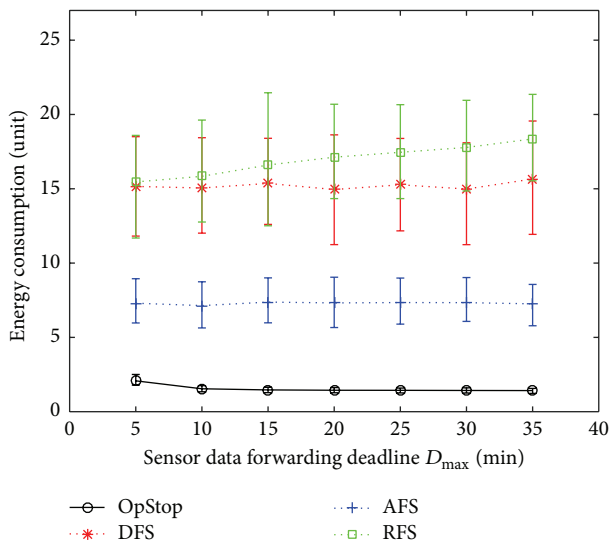 25
20
15
10
5
0
Energy consumption (unit)
0 5 10 15 20 25 30 35 40
Sensor data forwarding deadline D_max (min)
OpStop AFS
DFS RFS